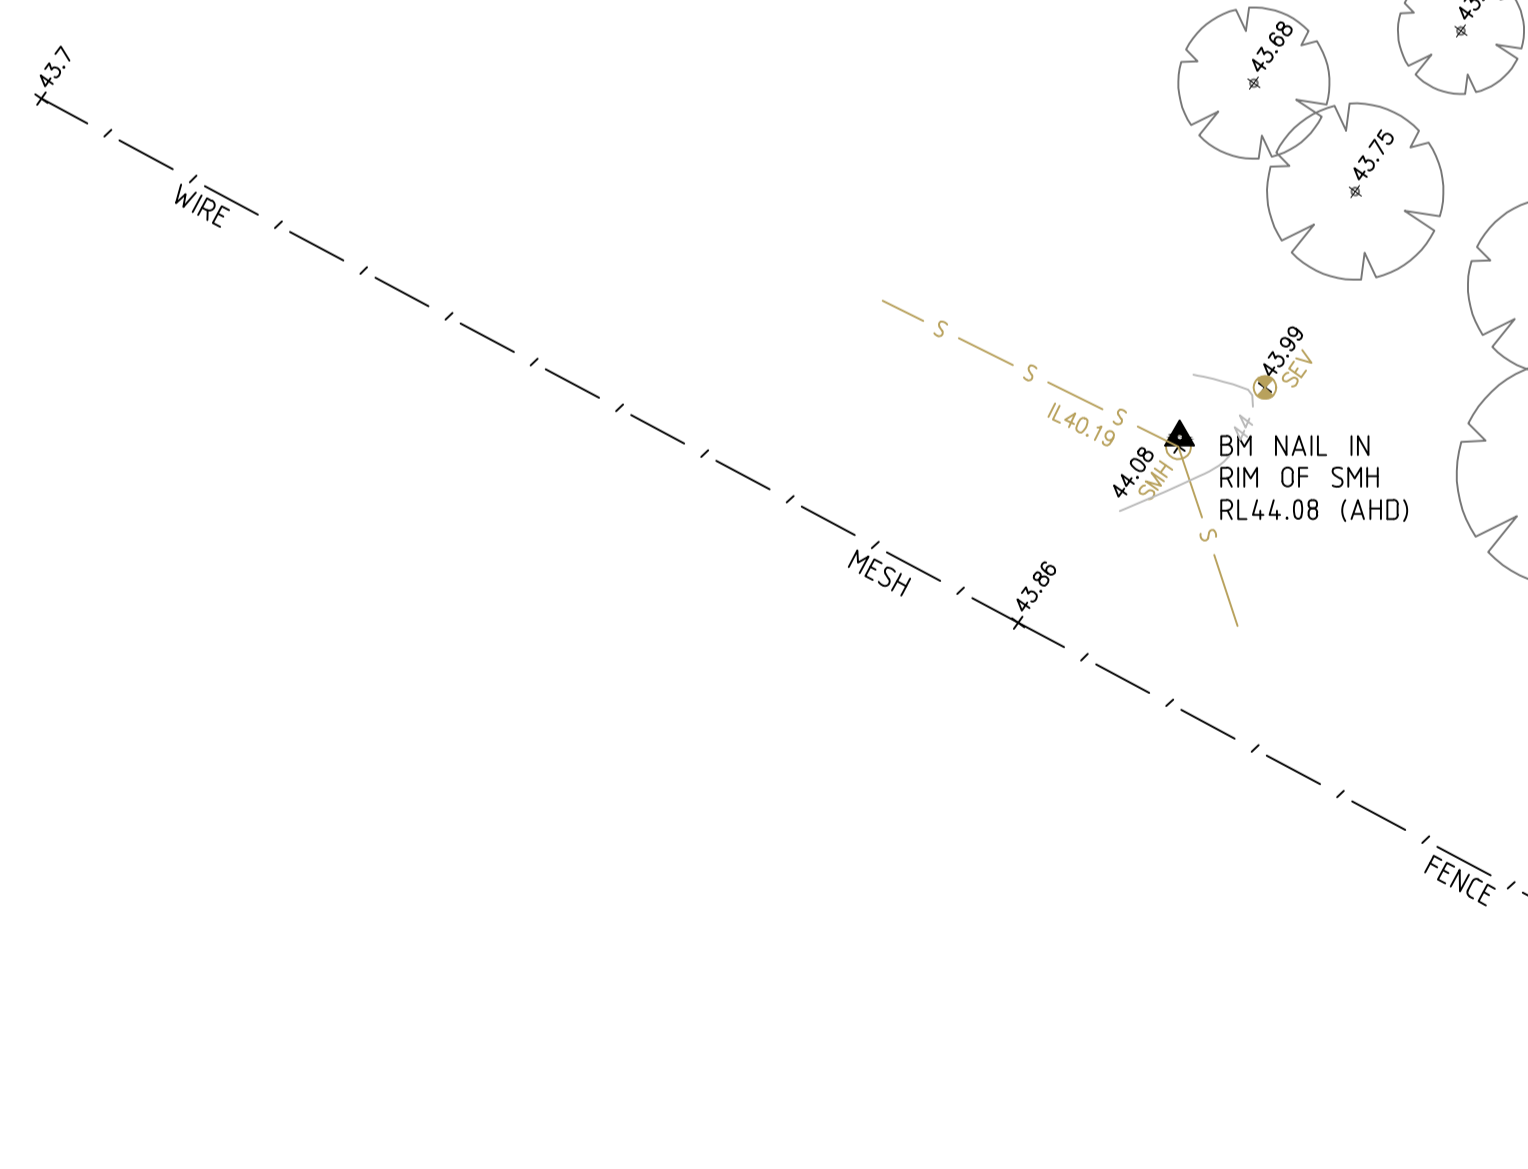 43.7
43.68
43.75
WIRE
S
S
S
IL40.19
43.99
SEV
44
44.08
SMH
BM NAIL IN
RIM OF SMH
RL44.08 (AHD)
S
MESH
43.86
FENCE